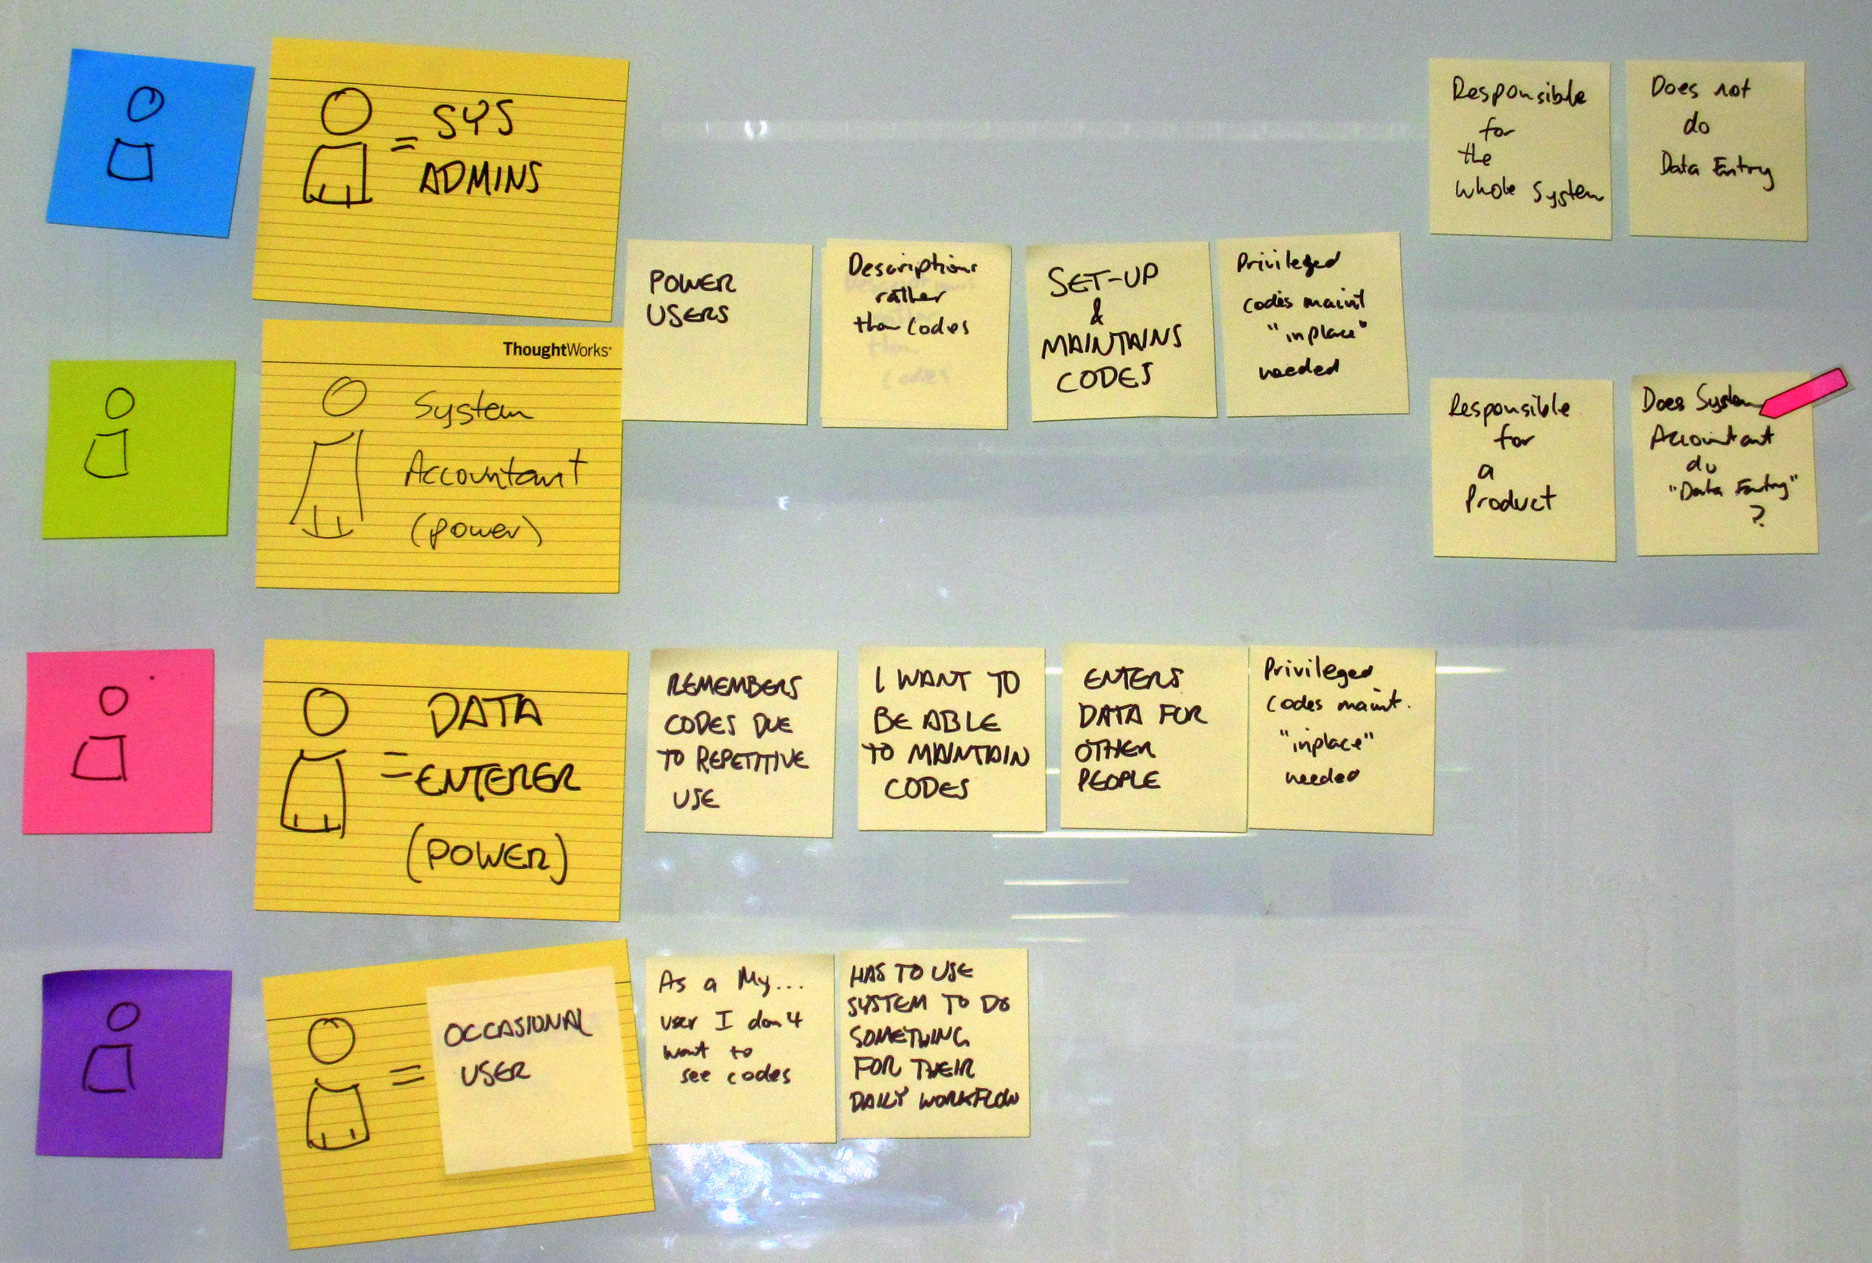 = SYS
ADMINS
Responsible
for
the
whole System
Does not
do
Data Entry
POWER
USERS
Descriptions
rather
than Codes
SET-UP
&
MAINTAINS
CODES
Privileged
codes maint
"inplace"
needed
ThoughtWorks
System
Accountant
(power)
Responsible
for
a
Product
Does System
Accountant
do
"Data Entry"
?
DATA
= ENTERER
(POWER)
REMEMBERS
CODES DUE
TO REPETITIVE
USE
I WANT TO
BE ABLE
TO MAINTAIN
CODES
ENTERS
DATA FOR
OTHER
PEOPLE
Privileged
codes maint.
"inplace"
needed
=
OCCASIONAL
USER
As a My...
user I don't
want to
see codes
HAS TO USE
SYSTEM TO DO
SOMETHING
FOR THEIR
DAILY WORKFLOW